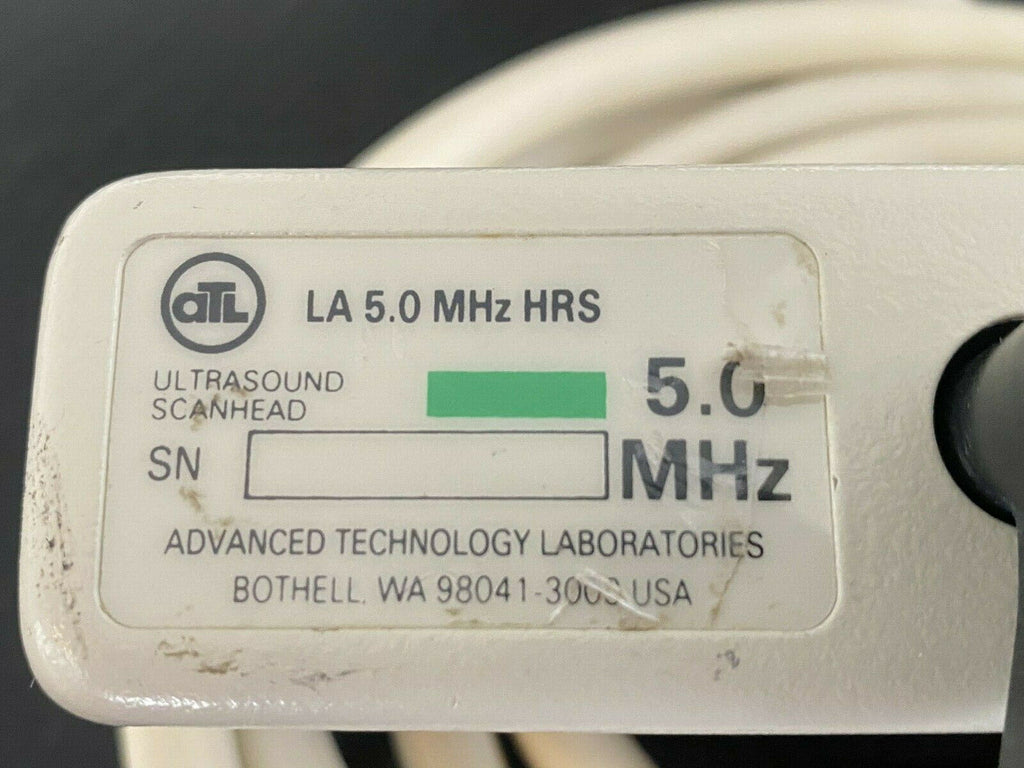 aTL LA 5.0 MHz HRS
ULTRASOUND
SCANHEAD
5.0
SN
MHz
ADVANCED TECHNOLOGY LABORATORIES
BOTHELL, WA 98041- USA